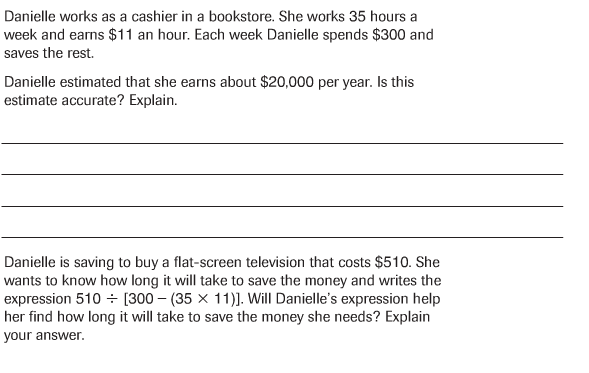 Danielle works as a cashier in a bookstore. She works 35 hours a
week and earns $11 an hour. Each week Danielle spends $300 and
saves the rest.
Danielle estimated that she earns about $20,000 per year. Is this
estimate accurate? Explain.
Danielle is saving to buy a flat-screen television that costs $510. She
wants to know how long it will take to save the money and writes the
expression 510 ÷ [300 – (35 × 11)]. Will Danielle's expression help
her find how long it will take to save the money she needs? Explain
your answer.